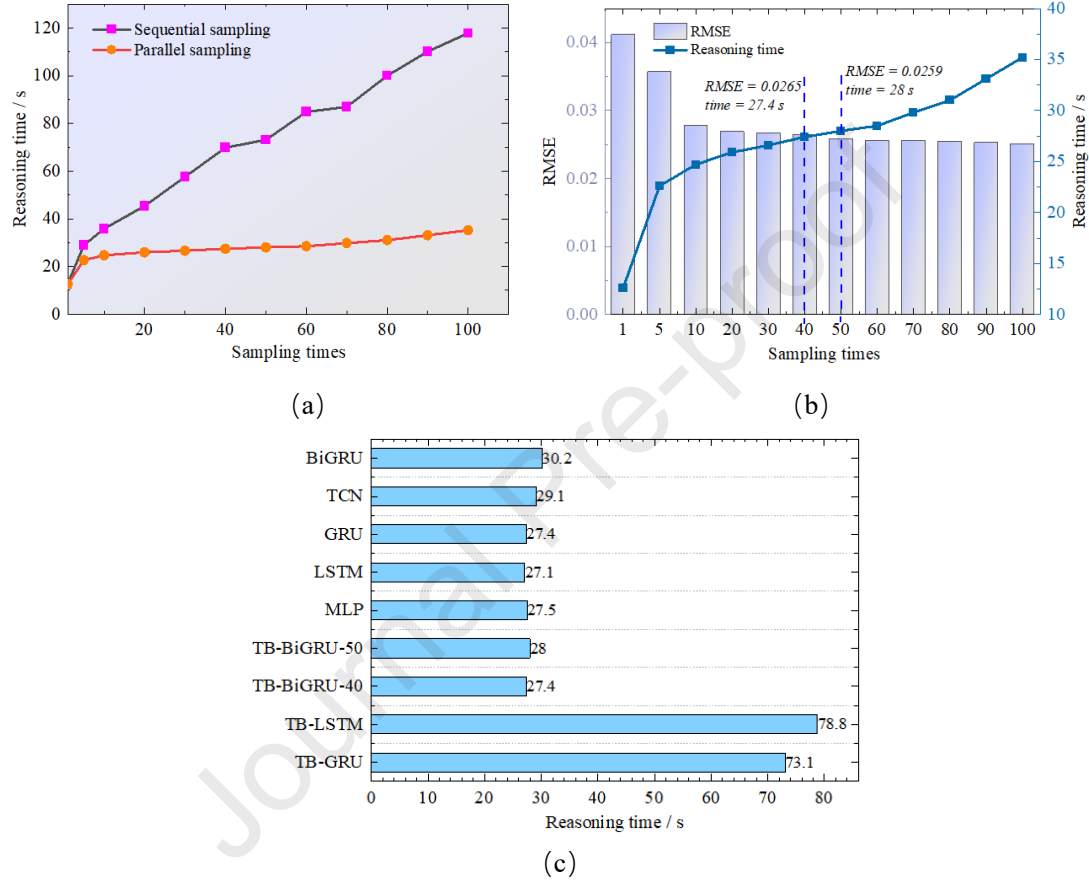 120
100
80
60
40
20
0
Reasoning time / s
Sequential sampling
Parallel sampling
20 40 60 80 100
Sampling times
(a)
0.04
0.03
0.02
0.01
0.00
RMSE
RMSE
Reasoning time
RMSE = 0.0265
time = 27.4 s
RMSE = 0.0259
time = 28 s
40
35
30
25
20
15
10
Reasoning time / s
1 5 10 20 30 40 50 60 70 80 90 100
Sampling times
(b)
BiGRU 30.2
TCN 29.1
GRU 27.4
LSTM 27.1
MLP 27.5
TB-BiGRU-50 28
TB-BiGRU-40 27.4
TB-LSTM 78.8
TB-GRU 73.1
0 10 20 30 40 50 60 70 80
Reasoning time / s
(c)
Journal Pre-proof